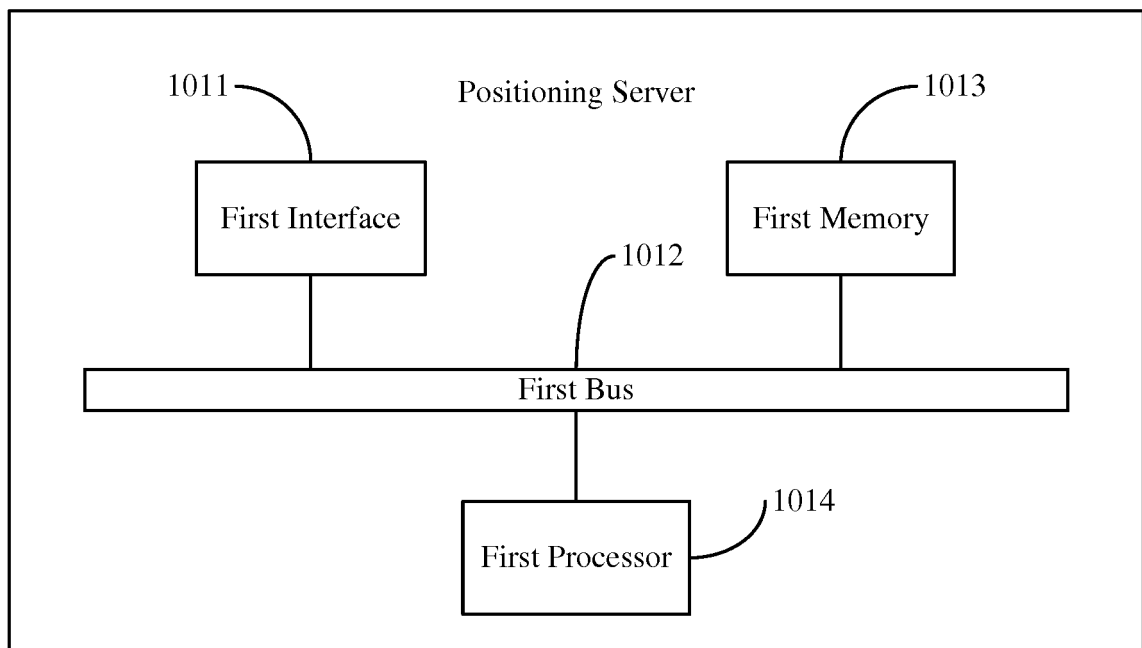 1011
Positioning Server
1013
First Interface
First Memory
1012
First Bus
1014
First Processor